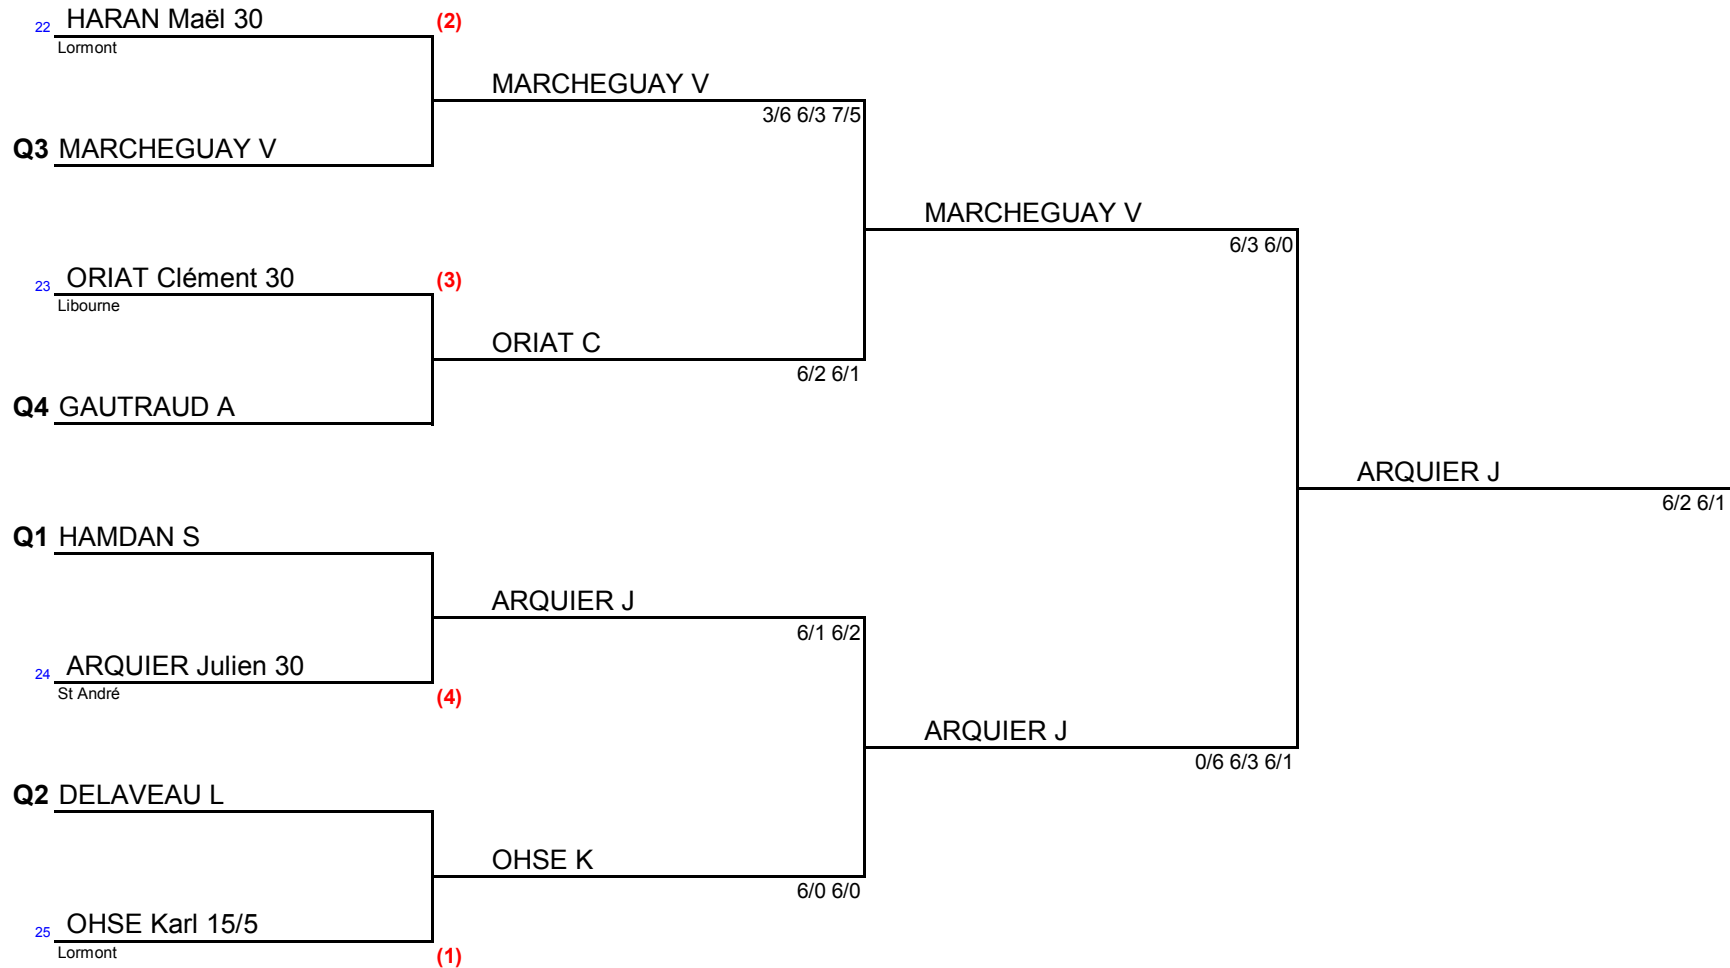 22 HARAN Maël 30 (2)
Lormont
MARCHEGUAY V
3/6 6/3 7/5
Q3 MARCHEGUAY V
MARCHEGUAY V
6/3 6/0
23 ORIAT Clément 30 (3)
Libourne
ORIAT C
6/2 6/1
Q4 GAUTRAUD A
ARQUIER J
6/2 6/1
Q1 HAMDAN S
ARQUIER J
6/1 6/2
24 ARQUIER Julien 30
St André (4)
ARQUIER J
0/6 6/3 6/1
Q2 DELAVEAU L
OHSE K
6/0 6/0
25 OHSE Karl 15/5
Lormont (1)